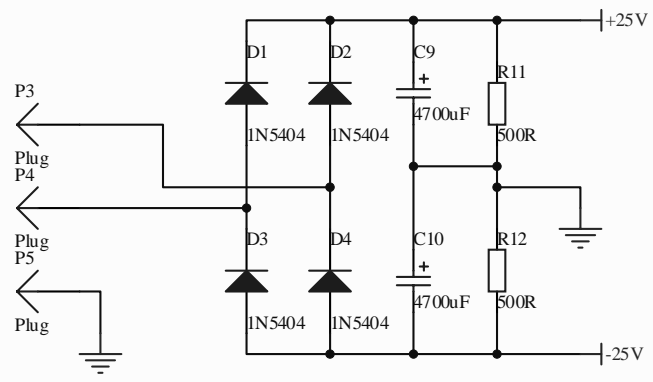 +25V
D1
D2
C9
R11
P3
+
4700uF
1N5404
1N5404
500R
Plug
P4
D3
D4
C10
R12
Plug
P5
+
4700uF
500R
Plug
1N5404
1N5404
-25V